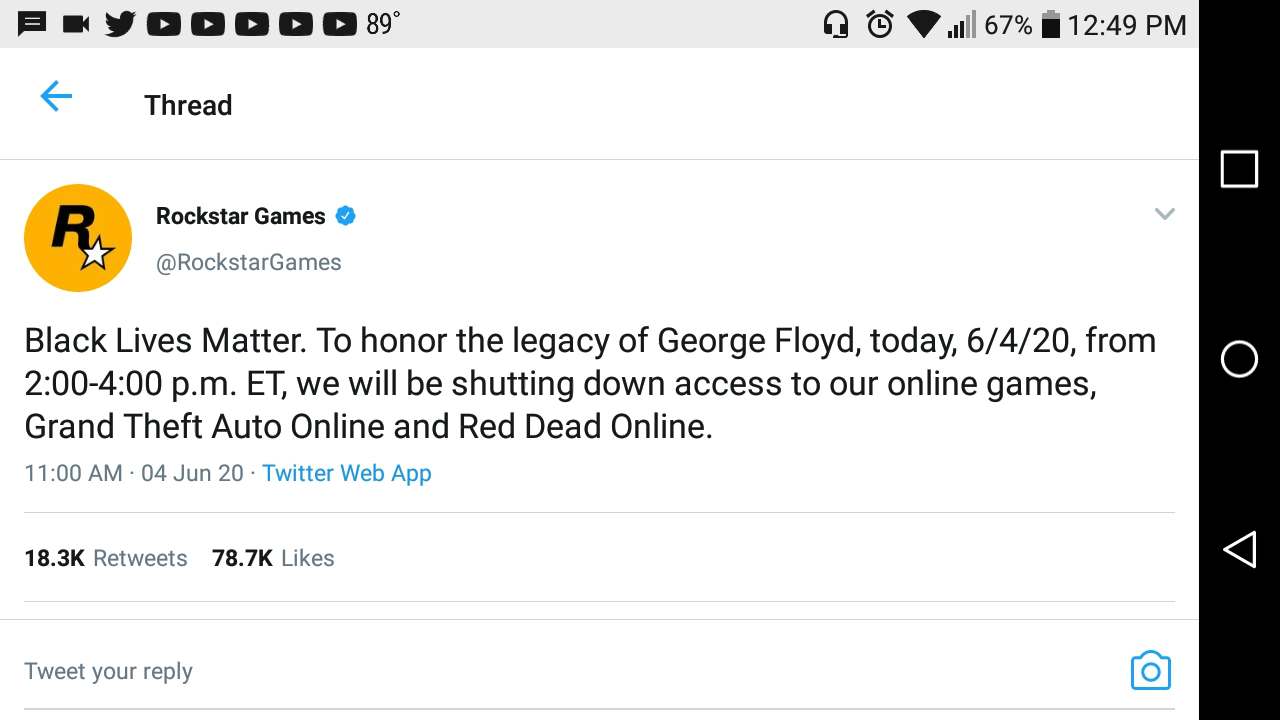 89° 67% 12:49 PM
Thread
Rockstar Games
@RockstarGames
Black Lives Matter. To honor the legacy of George Floyd, today, 6/4/20, from
2:00-4:00 p.m. ET, we will be shutting down access to our online games,
Grand Theft Auto Online and Red Dead Online.
11:00 AM · 04 Jun 20 · Twitter Web App
18.3K Retweets 78.7K Likes
Tweet your reply